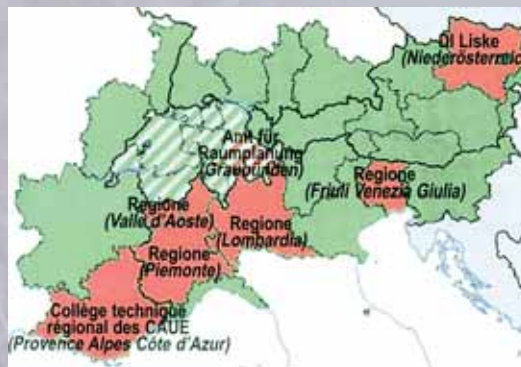 DI Liske
(Niederösterreic
Amt für
Raumplanung
(Graubünden)
Regione
(Friuli Venezia Giulia)
Regione
(Valle d'Aoste)
Regione
(Lombardia)
Regione
(Piemonte)
Collège technique
régional des CAUE
(Provence Alpes Côte d'Azur)